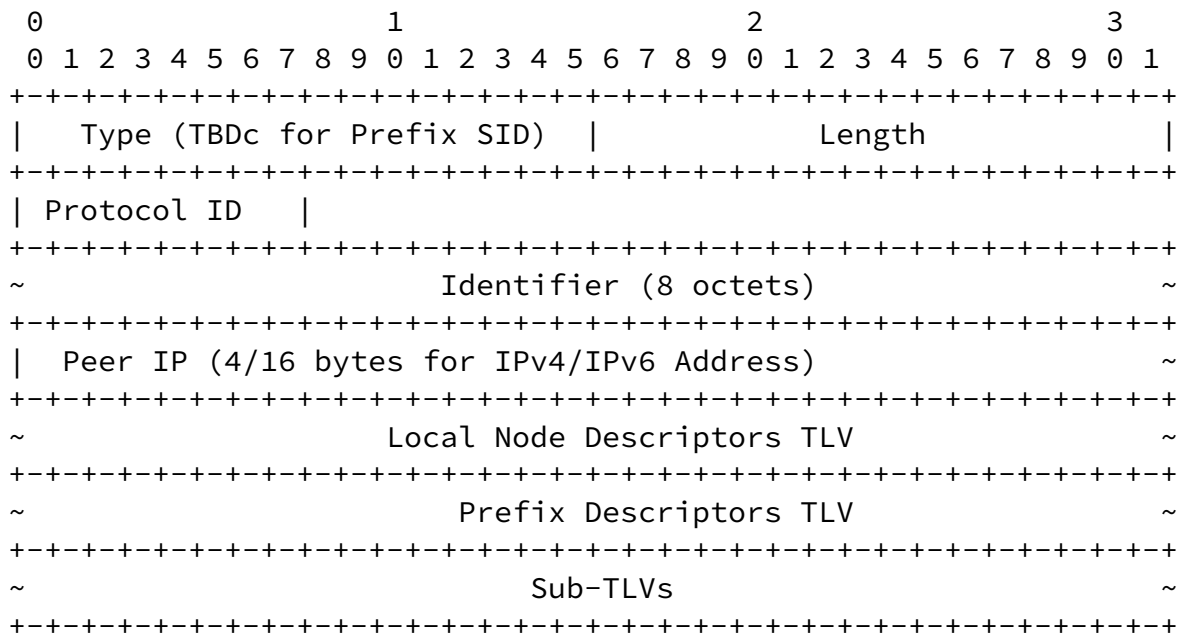 0                   1                   2                   3
 0 1 2 3 4 5 6 7 8 9 0 1 2 3 4 5 6 7 8 9 0 1 2 3 4 5 6 7 8 9 0 1
+-+-+-+-+-+-+-+-+-+-+-+-+-+-+-+-+-+-+-+-+-+-+-+-+-+-+-+-+-+-+-+-+
|   Type (TBDc for Prefix SID)  |            Length             |
+-+-+-+-+-+-+-+-+-+-+-+-+-+-+-+-+-+-+-+-+-+-+-+-+-+-+-+-+-+-+-+-+
| Protocol ID   |
+-+-+-+-+-+-+-+-+-+-+-+-+-+-+-+-+-+-+-+-+-+-+-+-+-+-+-+-+-+-+-+-+
~                       Identifier (8 octets)                   ~
+-+-+-+-+-+-+-+-+-+-+-+-+-+-+-+-+-+-+-+-+-+-+-+-+-+-+-+-+-+-+-+-+
|  Peer IP (4/16 bytes for IPv4/IPv6 Address)                   ~
+-+-+-+-+-+-+-+-+-+-+-+-+-+-+-+-+-+-+-+-+-+-+-+-+-+-+-+-+-+-+-+-+
~                    Local Node Descriptors TLV                 ~
+-+-+-+-+-+-+-+-+-+-+-+-+-+-+-+-+-+-+-+-+-+-+-+-+-+-+-+-+-+-+-+-+
~                        Prefix Descriptors TLV                 ~
+-+-+-+-+-+-+-+-+-+-+-+-+-+-+-+-+-+-+-+-+-+-+-+-+-+-+-+-+-+-+-+-+
~                            Sub-TLVs                           ~
+-+-+-+-+-+-+-+-+-+-+-+-+-+-+-+-+-+-+-+-+-+-+-+-+-+-+-+-+-+-+-+-+